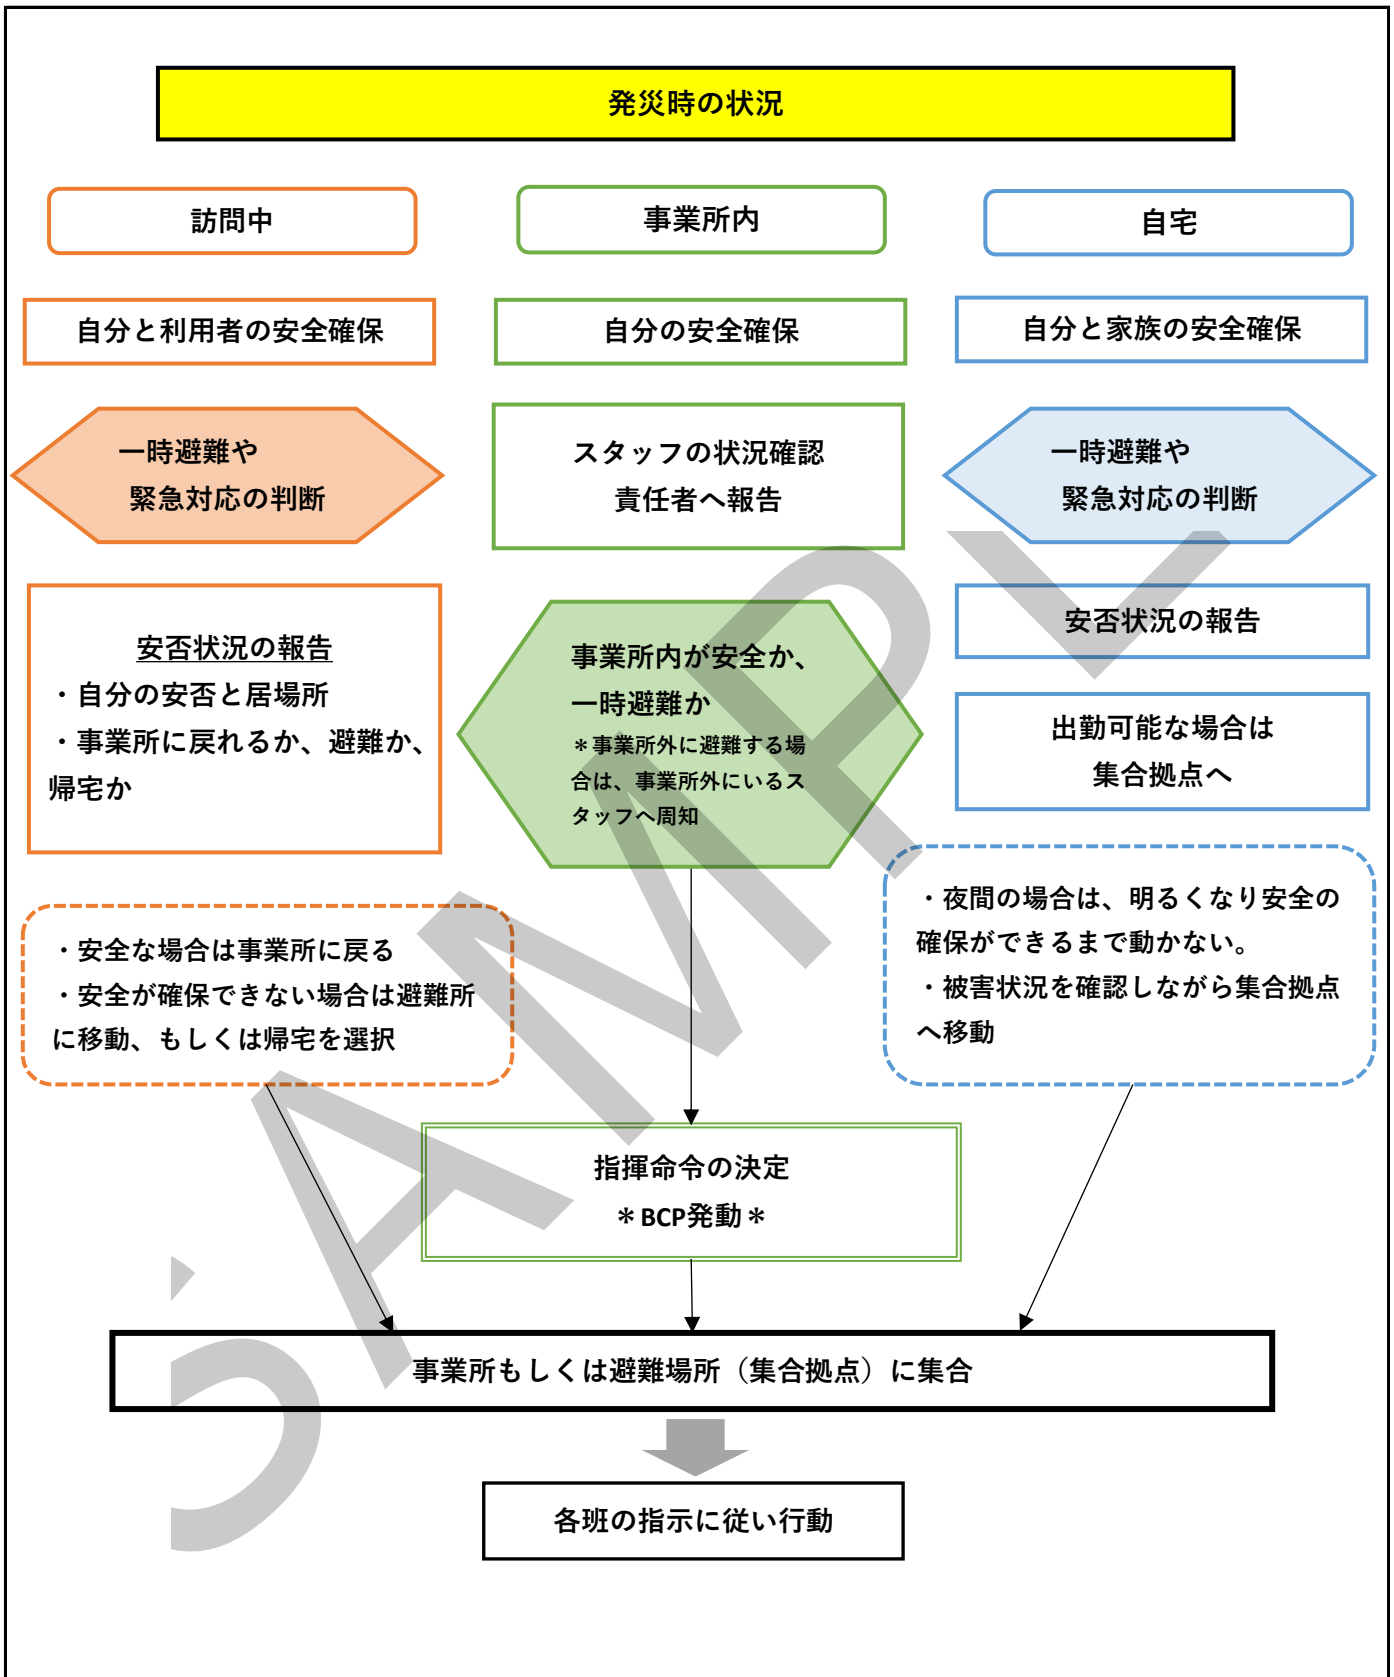 発災時の状況
訪問中
自分と利用者の安全確保
一時避難や
緊急対応の判断
安否状況の報告
・自分の安否と居場所
・事業所に戻れるか、避難か、
帰宅か
・安全な場合は事業所に戻る
・安全が確保できない場合は避難所
に移動、もしくは帰宅を選択
事業所内
自分の安全確保
スタッフの状況確認
責任者へ報告
事業所内が安全か、
一時避難か
＊事業所外に避難する場
合は、事業所外にいるス
タッフへ周知
自宅
自分と家族の安全確保
一時避難や
緊急対応の判断
安否状況の報告
出勤可能な場合は
集合拠点へ
・夜間の場合は、明るくなり安全の
確保ができるまで動かない。
・被害状況を確認しながら集合拠点
へ移動
指揮命令の決定
＊BCP発動＊
事業所もしくは避難場所（集合拠点）に集合
各班の指示に従い行動
SAMPL